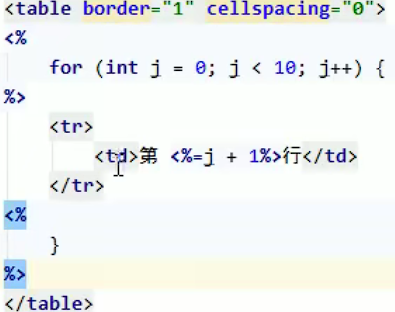 <table border="1" cellspacing="0">
<%
    for (int j = 0; j < 10; j++) {
%>
    <tr>
        <td>第 <%=j + 1%>行</td>
    </tr>
<%
    }
%>
</table>